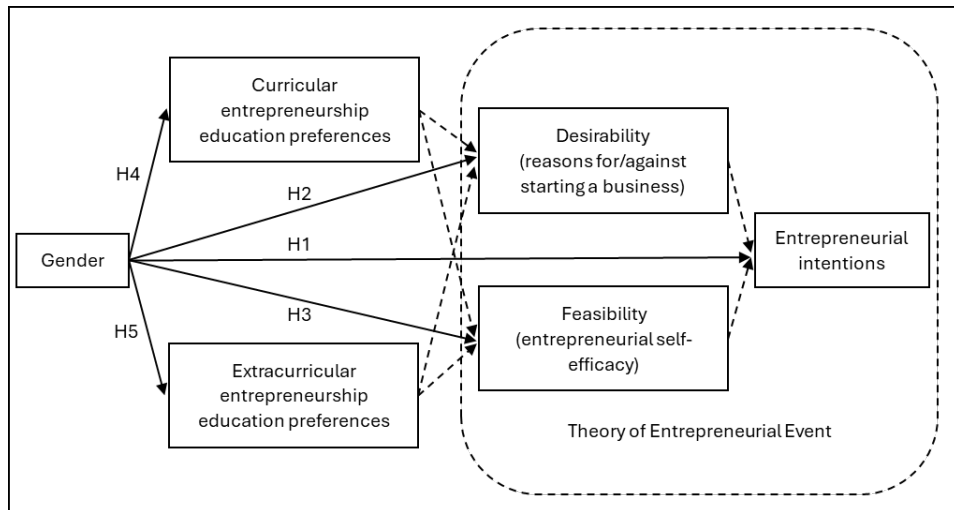 Curricular
entrepreneurship
education preferences
Desirability
(reasons for/against
starting a business)
H4
H2
Gender
H1
Entrepreneurial
intentions
H3
H5
Feasibility
(entrepreneurial self-
efficacy)
Extracurricular
entrepreneurship
education preferences
Theory of Entrepreneurial Event